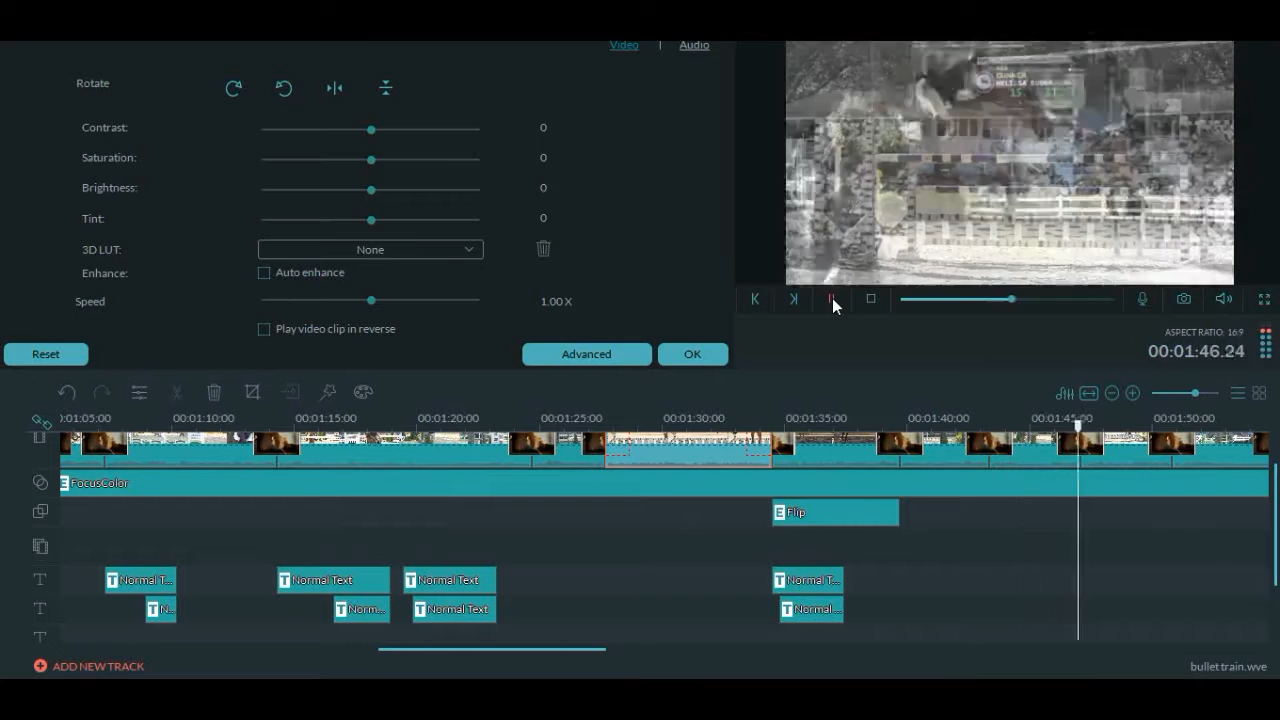 Video | Audio
Rotate
Contrast: 0
Saturation: 0
Brightness: 0
Tint: 0
3D LUT: None
Enhance: Auto enhance
Speed 1.00 X
Play video clip in reverse
Reset Advanced OK
ASPECT RATIO: 16:9
00:01:46.24
0:01:05:00 00:01:10:00 00:01:15:00 00:01:20:00 00:01:25:00 00:01:30:00 00:01:35:00 00:01:40:00 00:01:45:00 00:01:50:00
E FocusColor
E Flip
T Normal T... T Normal Text T Normal Text T Normal T...
T N.. T Norm... T Normal Text T Normal ...
T
ADD NEW TRACK
bullet train.wve